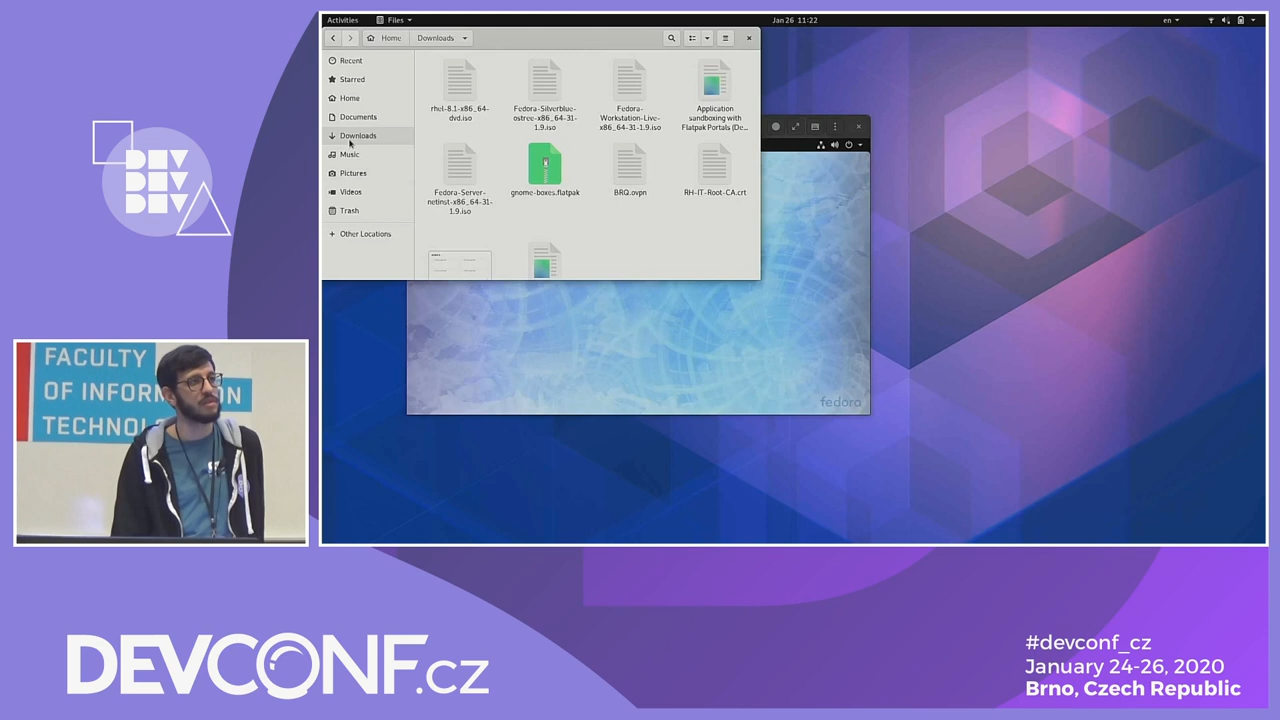 Activities
Files
Jan 26 11:22
en
Home
Downloads
Recent
Starred
Home
Documents
Downloads
Music
Pictures
Videos
Trash
Other Locations
rhel-8.1-x86_64-
dvd.iso
Fedora-Silverblue-
ostree-x86_64-31-
1.9.iso
Fedora-
Workstation-Live-
x86_64-31-1.9.iso
Application
sandboxing with
Flatpak Portals (De...
Fedora-Server-
netinst-x86_64-31-
1.9.iso
gnome-boxes.flatpak
BRQ.ovpn
RH-IT-Root-CA.crt
fedora
DEV
DEV
DEV
FACULTY
OF INFORM
ON
TECHNOL
DEVCONF.cz
#devconf_cz
January 24-26, 2020
Brno, Czech Republic